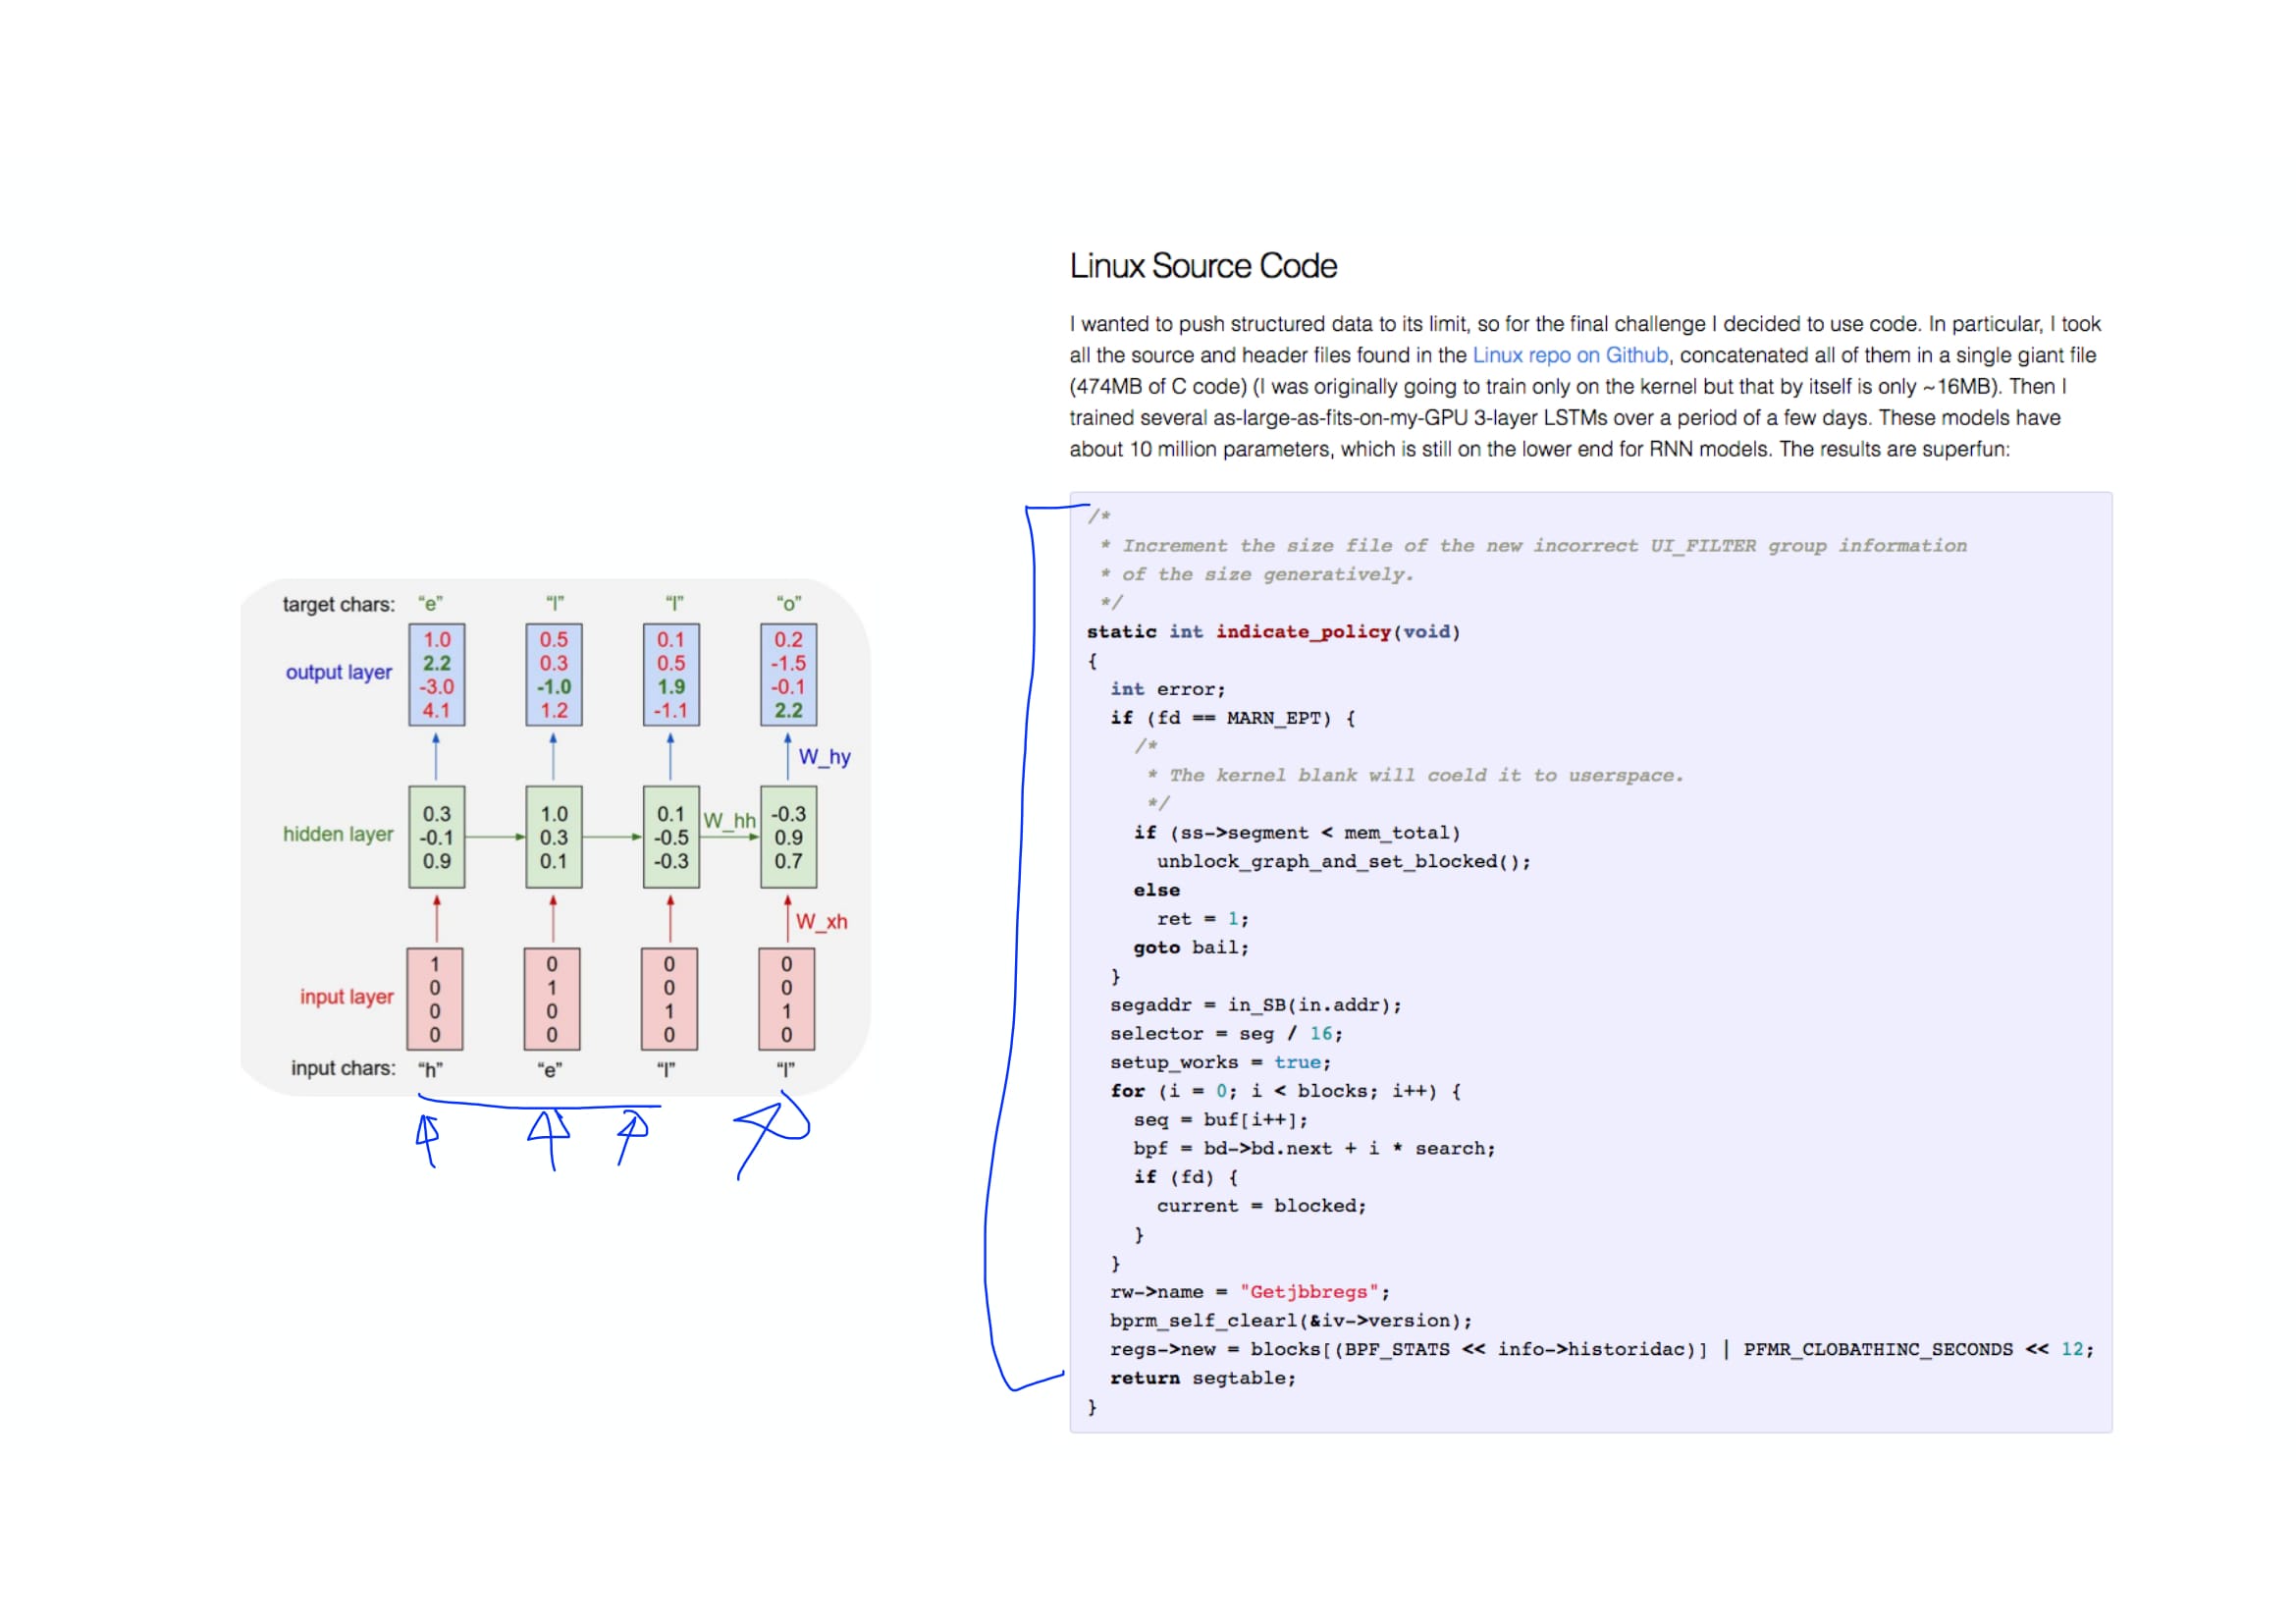 target chars: “e” “l” “l” “o”
1.0 0.5 0.1 0.2
2.2 0.3 0.5 -1.5
output layer
-3.0 -1.0 1.9 -0.1
4.1 1.2 -1.1 2.2
W_hy
0.3 1.0 0.1 W_hh -0.3
hidden layer -0.1 0.3 -0.5 0.9
0.9 0.1 -0.3 0.7
W_xh
1 0 0 0
0 1 0 0
input layer
0 0 1 1
0 0 0 0
input chars: “h” “e” “l” “l”
Linux Source Code
I wanted to push structured data to its limit, so for the final challenge I decided to use code. In particular, I took
all the source and header files found in the Linux repo on Github, concatenated all of them in a single giant file
(474MB of C code) (I was originally going to train only on the kernel but that by itself is only ~16MB). Then I
trained several as-large-as-fits-on-my-GPU 3-layer LSTMs over a period of a few days. These models have
about 10 million parameters, which is still on the lower end for RNN models. The results are superfun:
/*
 * Increment the size file of the new incorrect UI_FILTER group information
 * of the size generatively.
 */
static int indicate_policy(void)
{
  int error;
  if (fd == MARN_EPT) {
    /*
     * The kernel blank will coeld it to userspace.
     */
    if (ss->segment < mem_total)
      unblock_graph_and_set_blocked();
    else
      ret = 1;
    goto bail;
  }
  segaddr = in_SB(in.addr);
  selector = seg / 16;
  setup_works = true;
  for (i = 0; i < blocks; i++) {
    seq = buf[i++];
    bpf = bd->bd.next + i * search;
    if (fd) {
      current = blocked;
    }
  }
  rw->name = "Getjbbregs";
  bprm_self_clearl(&iv->version);
  regs->new = blocks[(BPF_STATS << info->historidac)] | PFMR_CLOBATHINC_SECONDS << 12;
  return segtable;
}